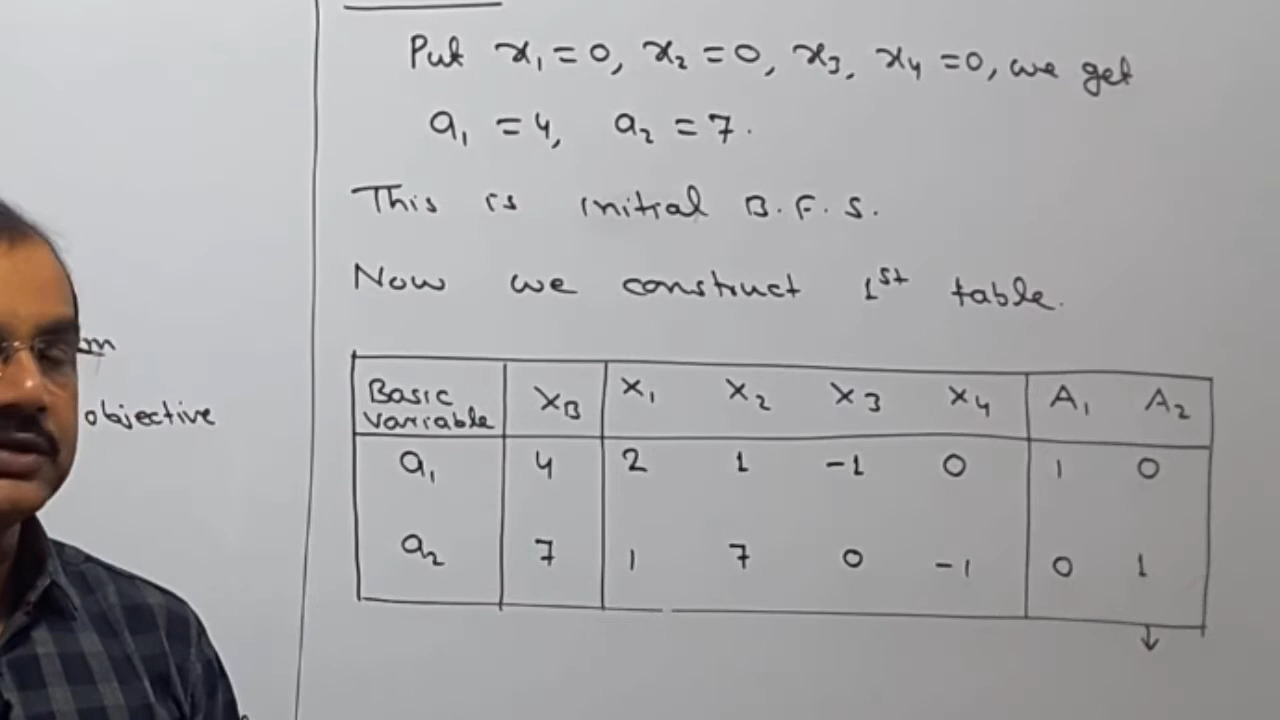 Put x₁ = 0, x₂ = 0, x₃, x₄ = 0, we get
a₁ = 4, a₂ = 7.
This is initial B.F.S.
Now we construct 1st table.
objective
Basic Variable X_B X₁ X₂ X₃ X₄ A₁ A₂
a₁ 4 2 1 -1 0 1 0
a₂ 7 1 7 0 -1 0 1